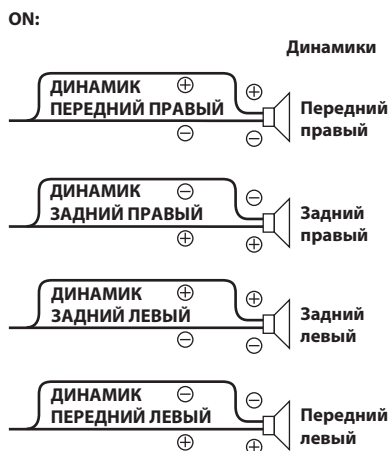 ON:
Динамики
ДИНАМИК ⊕ ⊕
ПЕРЕДНИЙ ПРАВЫЙ
⊖ ⊖
Передний
правый
ДИНАМИК ⊖ ⊖
ЗАДНИЙ ПРАВЫЙ
⊕ ⊕
Задний
правый
ДИНАМИК ⊕ ⊕
ЗАДНИЙ ЛЕВЫЙ
⊖ ⊖
Задний
левый
ДИНАМИК ⊖ ⊖
ПЕРЕДНИЙ ЛЕВЫЙ
⊕ ⊕
Передний
левый